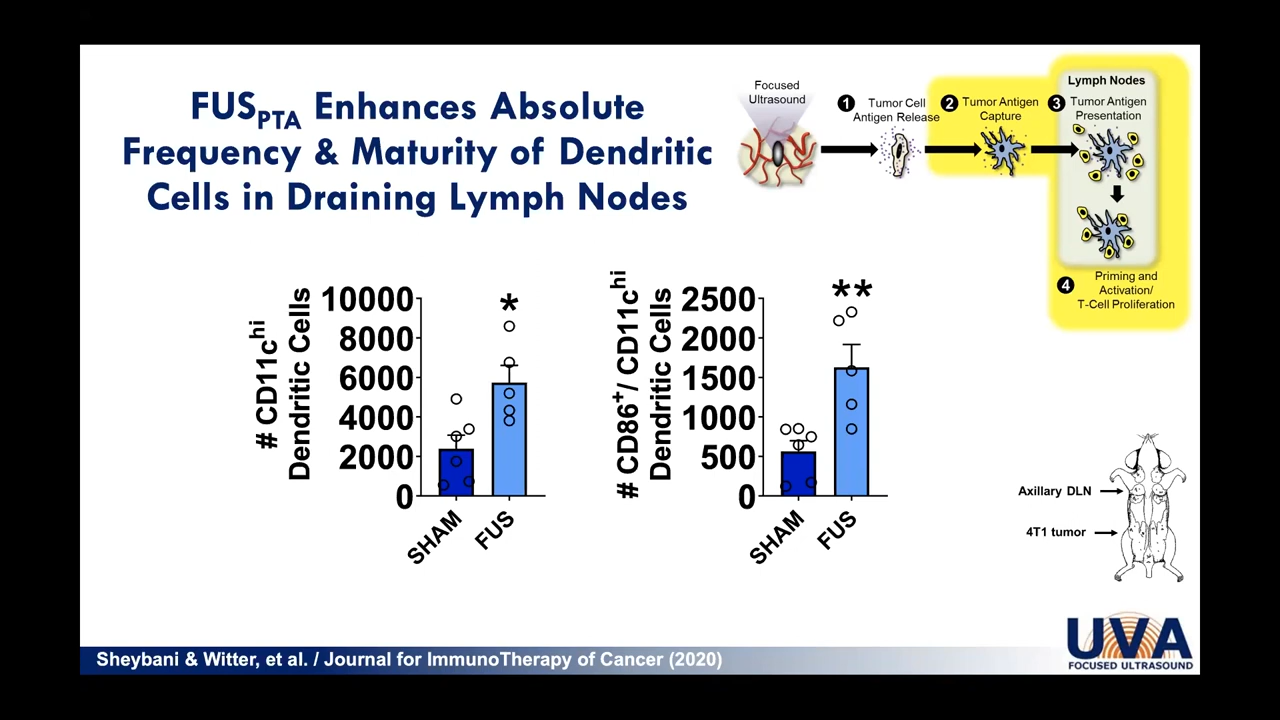 FUSPTA Enhances Absolute
Frequency & Maturity of Dendritic
Cells in Draining Lymph Nodes
Focused
Ultrasound
1 Tumor Cell
Antigen Release
2 Tumor Antigen
Capture
Lymph Nodes
3 Tumor Antigen
Presentation
4 Priming and
Activation/
T-Cell Proliferation
# CD11chi
Dendritic Cells
10000
8000
6000
4000
2000
0
*
SHAM
FUS
# CD86+/ CD11chi
Dendritic Cells
2500
2000
1500
1000
500
0
**
SHAM
FUS
Axillary DLN
4T1 tumor
Sheybani & Witter, et al. / Journal for ImmunoTherapy of Cancer (2020)
UVA
FOCUSED ULTRASOUND